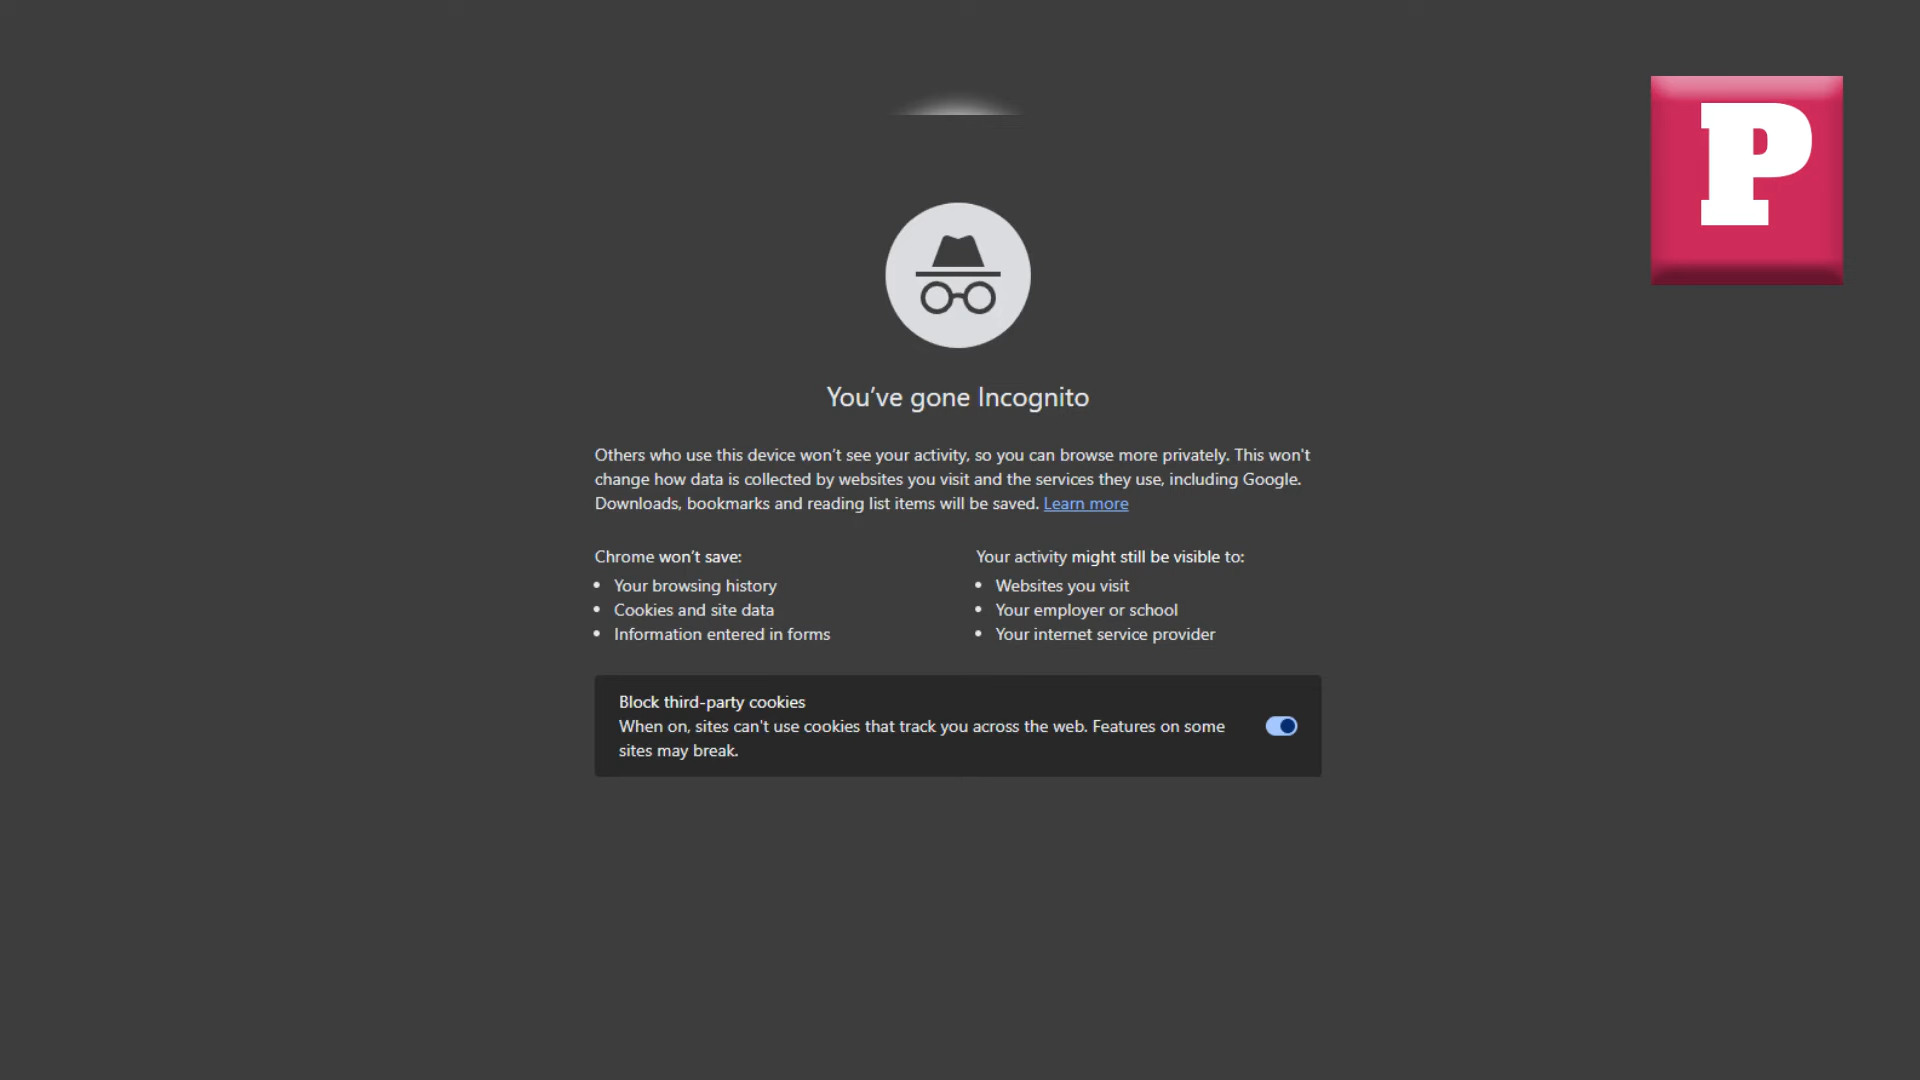 P
You've gone Incognito
Others who use this device won't see your activity, so you can browse more privately. This won't
change how data is collected by websites you visit and the services they use, including Google.
Downloads, bookmarks and reading list items will be saved. Learn more
Chrome won't save:
• Your browsing history
• Cookies and site data
• Information entered in forms
Your activity might still be visible to:
• Websites you visit
• Your employer or school
• Your internet service provider
Block third-party cookies
When on, sites can't use cookies that track you across the web. Features on some
sites may break.